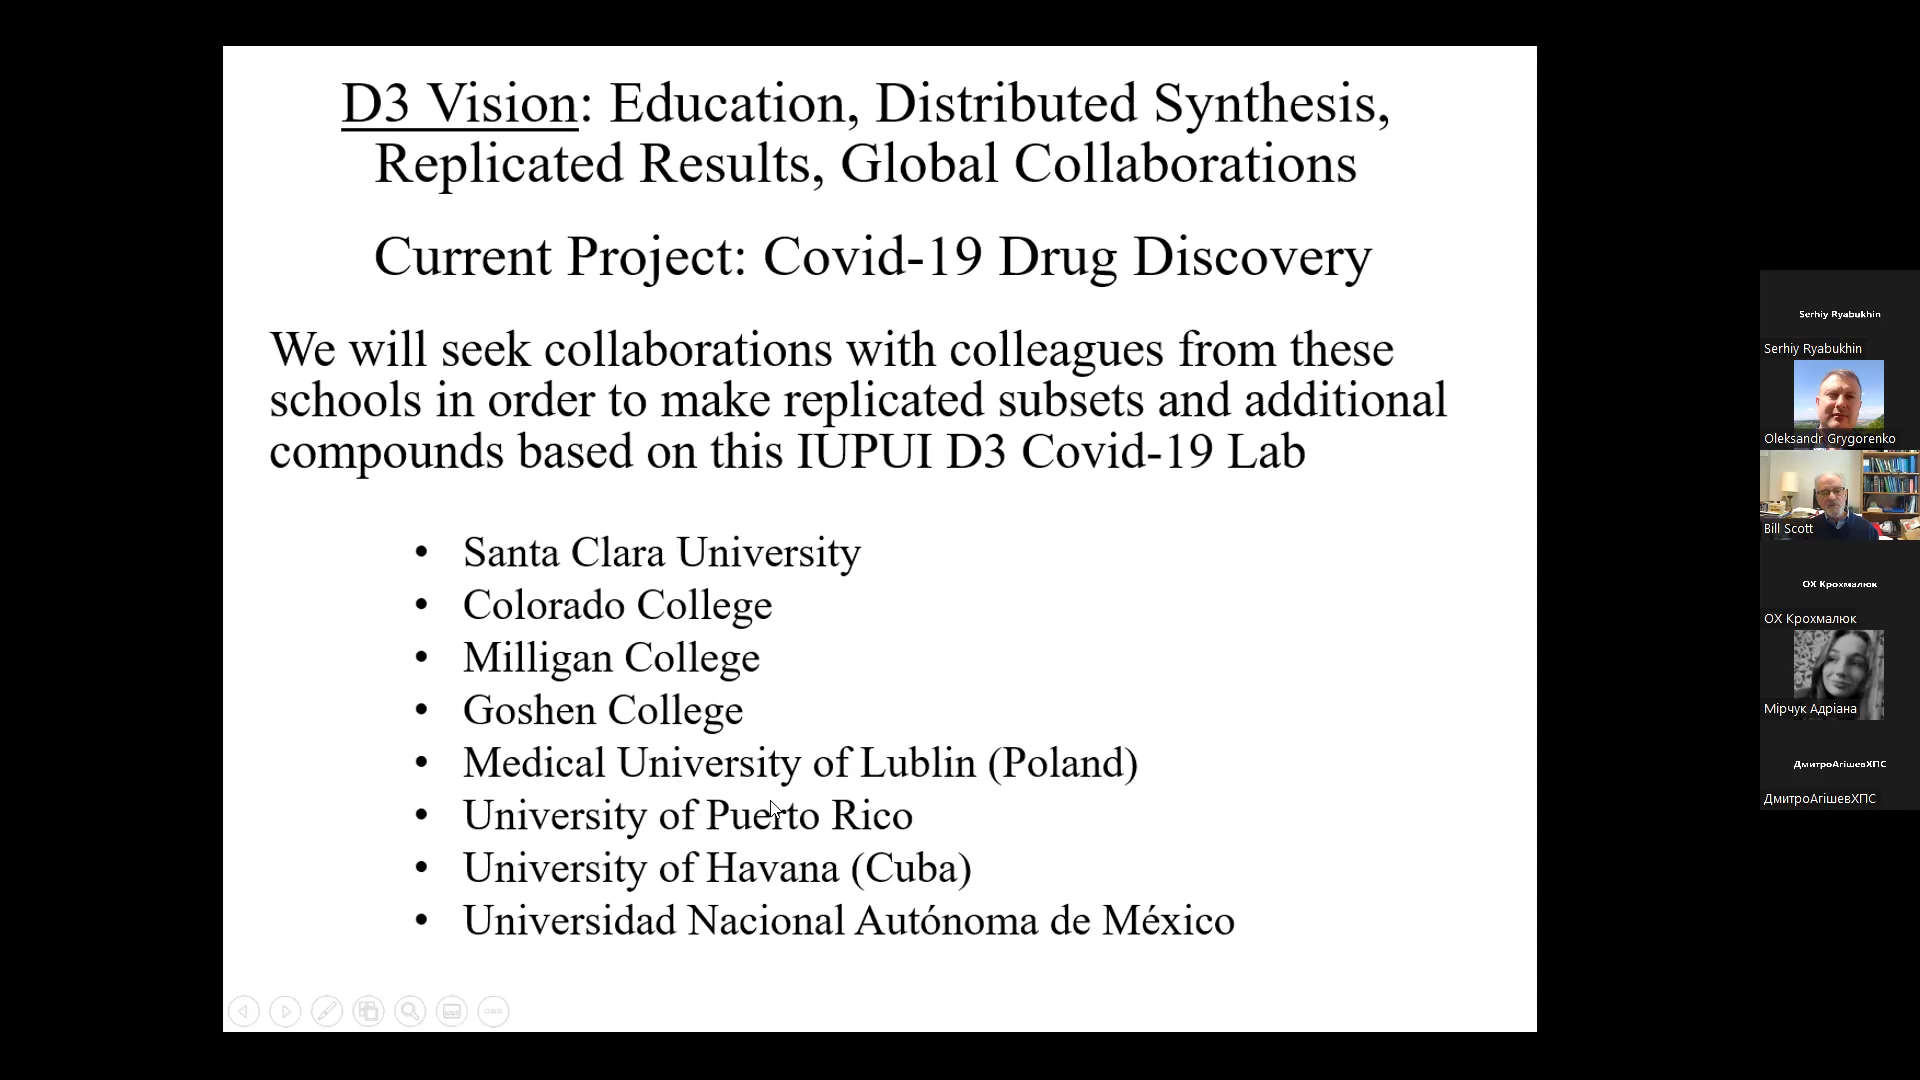 D3 Vision: Education, Distributed Synthesis,
Replicated Results, Global Collaborations
Current Project: Covid-19 Drug Discovery
We will seek collaborations with colleagues from these
schools in order to make replicated subsets and additional
compounds based on this IUPUI D3 Covid-19 Lab
• Santa Clara University
• Colorado College
• Milligan College
• Goshen College
• Medical University of Lublin (Poland)
• University of Puerto Rico
• University of Havana (Cuba)
• Universidad Nacional Autónoma de México
Serhiy Ryabukhin
Serhiy Ryabukhin
Oleksandr Grygorenko
Bill Scott
ОХ Крохмалюк
ОХ Крохмалюк
Мірчук Адріана
ДмитроАгішевХПС
ДмитроАгішевХПС